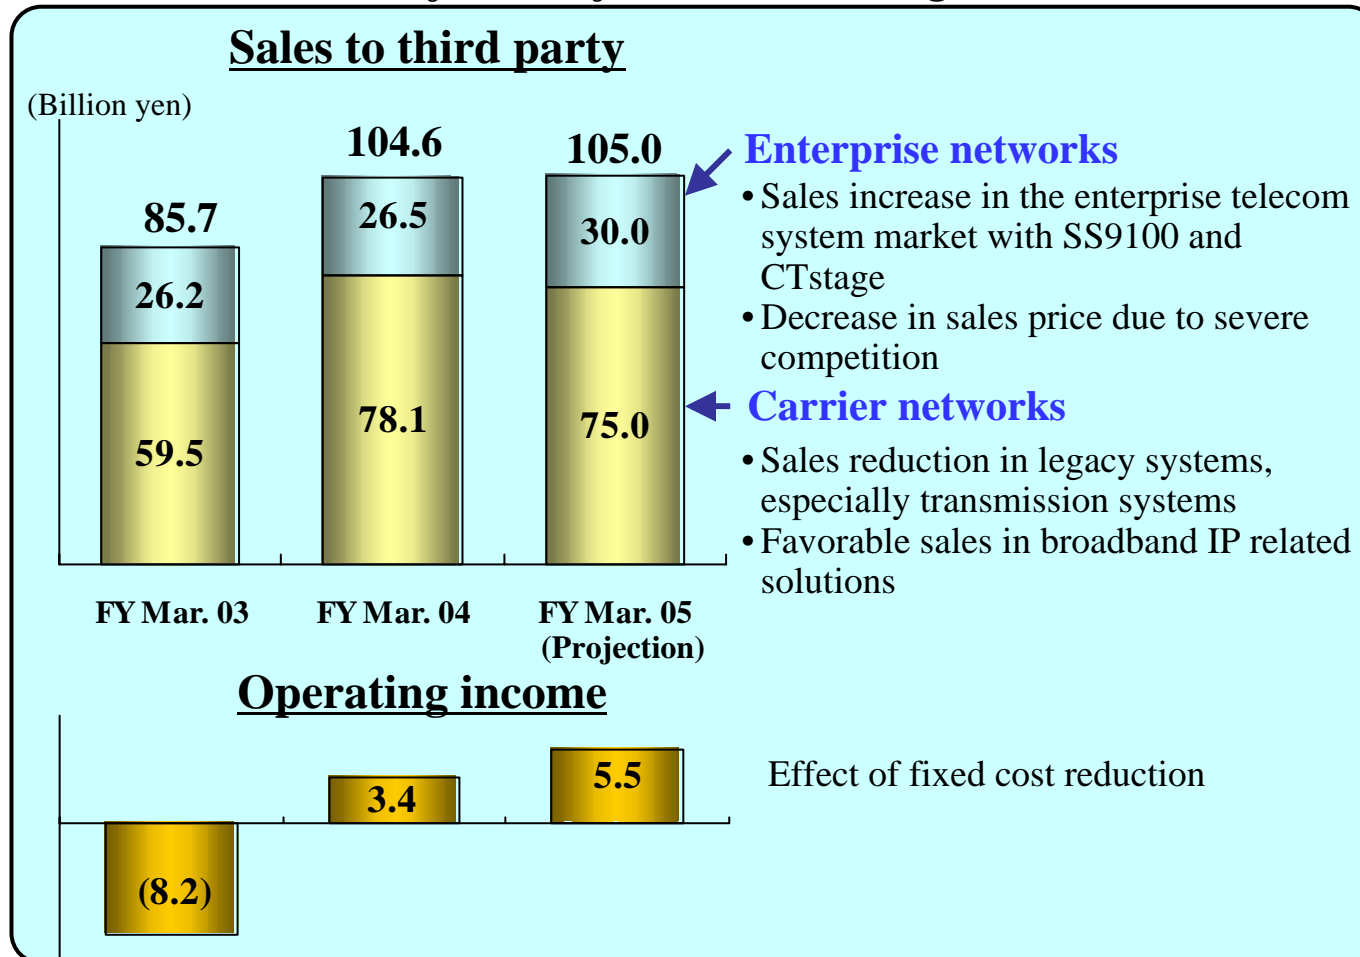 Sales to third party
(Billion yen)
85.7
104.6
105.0
26.2
26.5
30.0
59.5
78.1
75.0
FY Mar. 03
FY Mar. 04
FY Mar. 05
(Projection)
Enterprise networks
• Sales increase in the enterprise telecom
system market with SS9100 and
CTstage
• Decrease in sales price due to severe
competition
Carrier networks
• Sales reduction in legacy systems,
especially transmission systems
• Favorable sales in broadband IP related
solutions
Operating income
(8.2)
3.4
5.5
Effect of fixed cost reduction